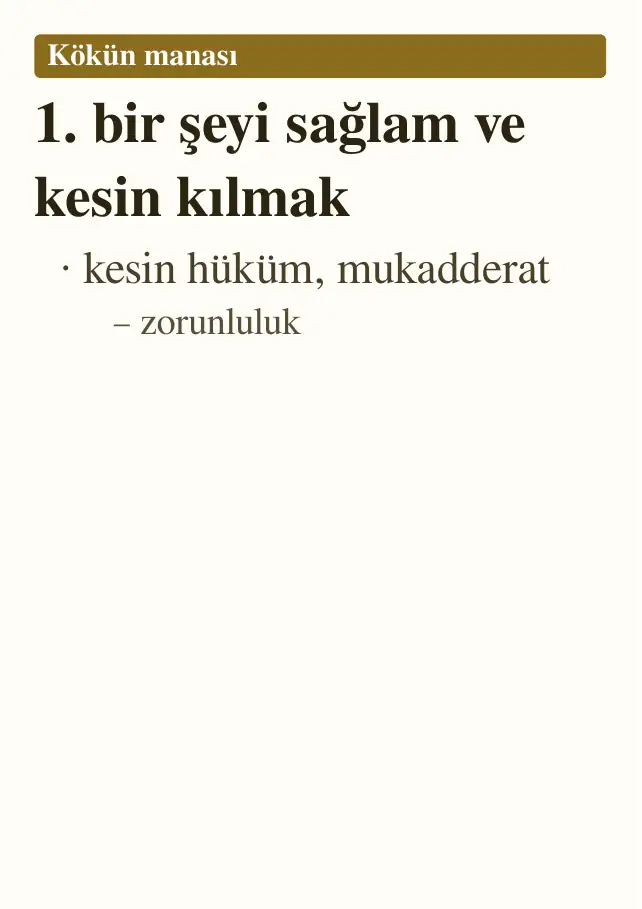 Kökün manası
1. bir şeyi sağlam ve
kesin kılmak
· kesin hüküm, mukadderat
– zorunluluk